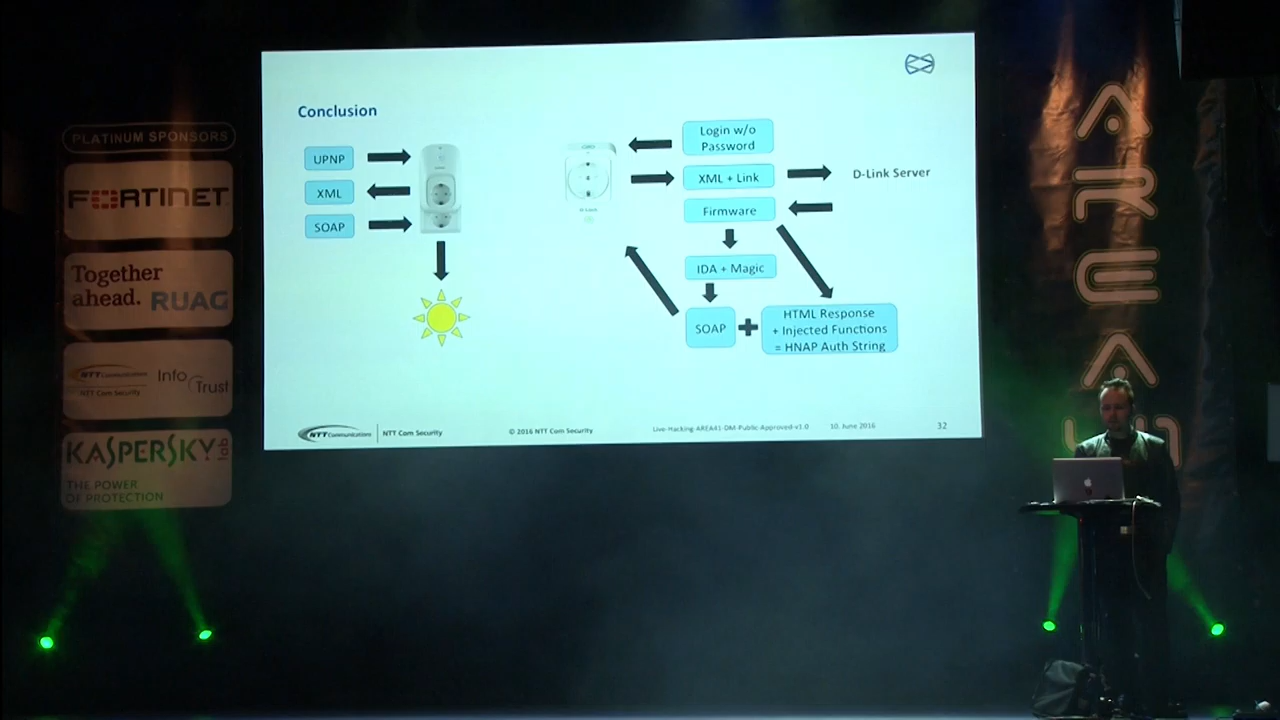 PLATINUM SPONSORS
FORTINET
Together
ahead. RUAG
NTT Communications
NTT Com Security
Info
Trust
KASPERSKY lab
THE POWER
OF PROTECTION
Conclusion
UPNP
XML
SOAP
Login w/o
Password
XML + Link
D-Link Server
Firmware
IDA + Magic
SOAP
HTML Response
+ Injected Functions
= HNAP Auth String
NTT Communications
NTT Com Security
© 2016 NTT Com Security
Live-Hacking-AREA41-DM-Public-Approved-v1.0
10. June 2016
32
AREA41